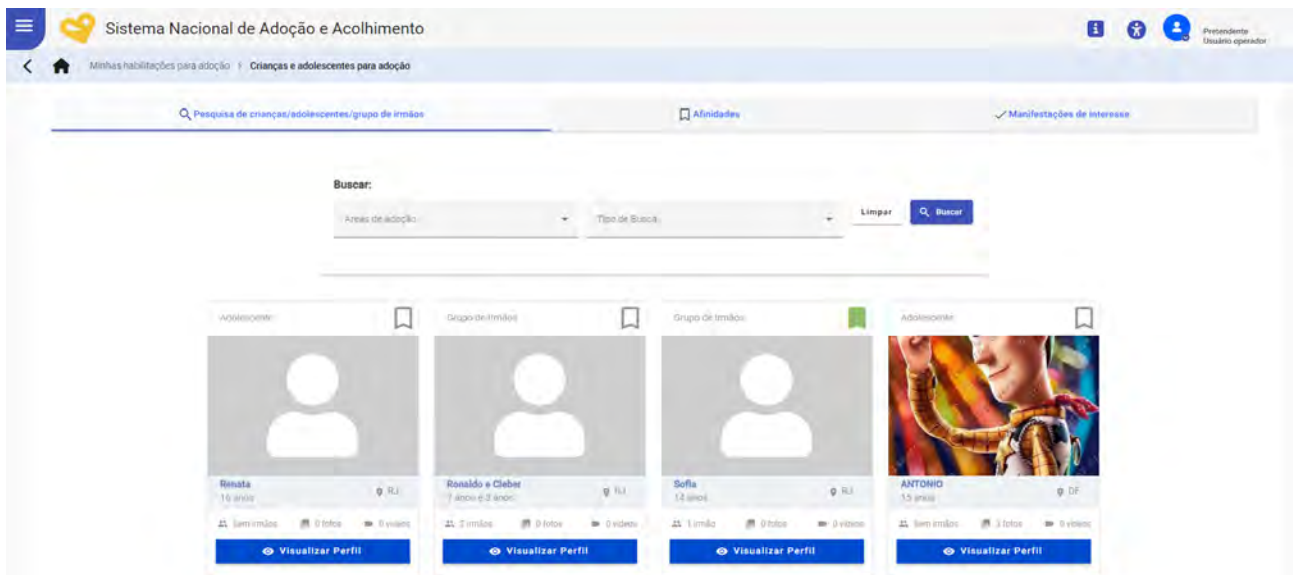 Sistema Nacional de Adoção e Acolhimento
Pretendente
Usuário operador
Minhas habilitações para adoção
Crianças e adolescentes para adoção
Pesquisa de crianças/adolescentes/grupo de irmãos
Afinidades
Manifestações de interesse
Buscar:
Áreas de adoção
Tipo de Busca
Limpar
Buscar
Adolescente
Grupo de Irmãos
Grupo de Irmãos
Adolescente
Renata
16 anos
RJ
Ronaldo e Cleber
RJ
Sofia
14 anos
RJ
ANTONIO
15 anos
DF
Sem irmãos 0 fotos 0 vídeos
irmãos 0 fotos 0 vídeos
1 irmão 0 fotos 0 vídeos
Sem irmãos 3 fotos 0 vídeos
Visualizar Perfil
Visualizar Perfil
Visualizar Perfil
Visualizar Perfil